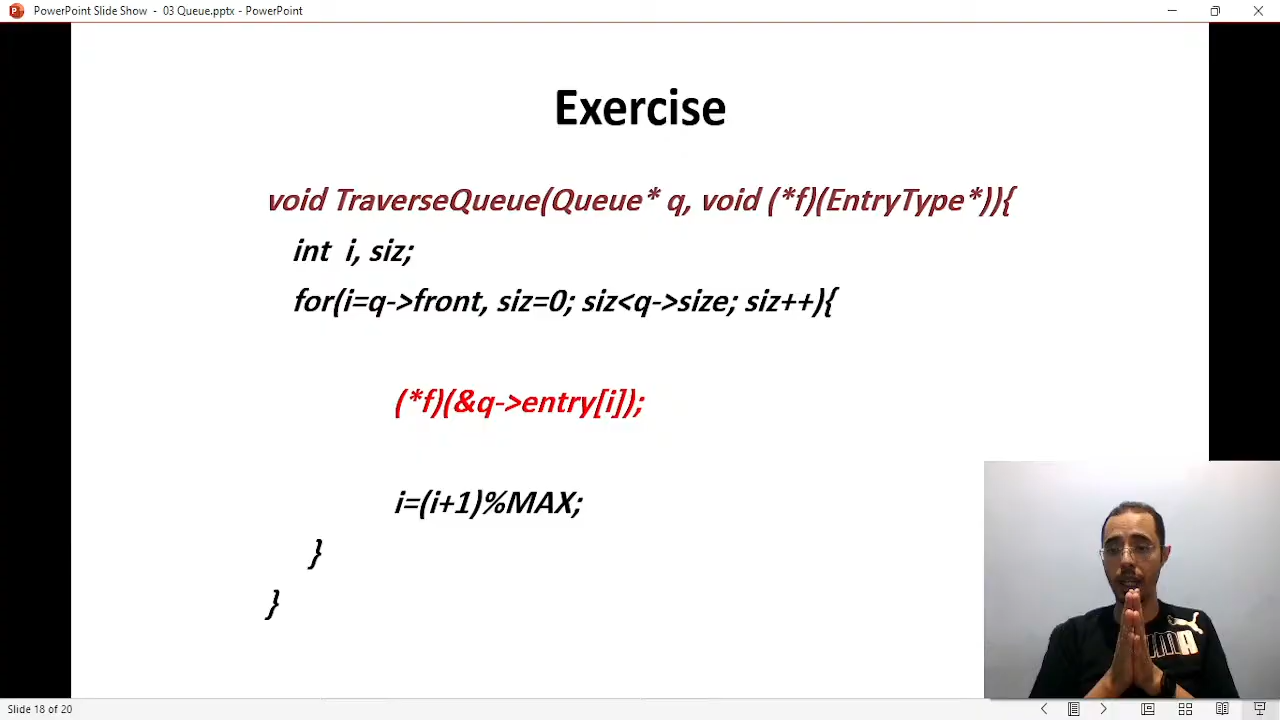 PowerPoint Slide Show - 03 Queue.pptx - PowerPoint
Exercise
void TraverseQueue(Queue* q, void (*f)(EntryType*)){
int i, siz;
for(i=q->front, siz=0; siz<q->size; siz++){
(*f)(&q->entry[i]);
i=(i+1)%MAX;
}
}
Slide 18 of 20